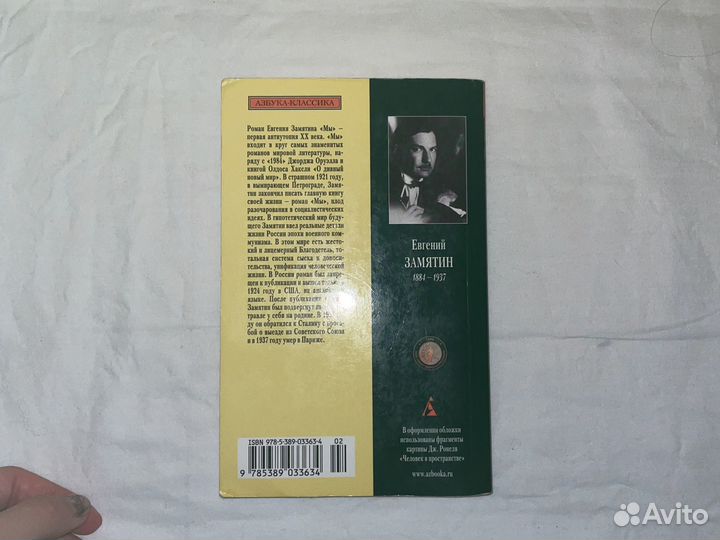 АЗБУКА-КЛАССИКА
Роман Евгения Замятина «Мы» —
первая антиутопия XX века. «Мы»
входит в круг самых знаменитых
романов мировой литературы, на-
ряду с «1984» Джорджа Оруэлла и
книгой Олдоса Хаксли «О дивный
новый мир». В страшном 1921 году,
в вымирающем Петрограде, Замя-
тин закончил писать главную книгу
своей жизни — роман «Мы», плод
разочарования в социалистических
идеях. В гипотетический мир буду-
щего Замятин ввел реальные детали
жизни России эпохи военного ком-
мунизма. В этом мире есть жесто-
кий и лицемерный Благодетель, то-
тальная система сыска и доноси-
тельства, унификация человеческой
жизни. В России роман был запре-
щен к публикации и вышел
1924 году в США, на
языке. После публикации
Замятин был подвергнут
травле у себя на родине. В
ду он обратился к Сталину с прось-
бой о выезде из Советского Союза
и в 1937 году умер в Париже.
Евгений
ЗАМЯТИН
1884 – 1937
ISBN 978-5-389-03363-4
02
9 785389 033634
В оформлении обложки
использованы фрагменты
картины Дж. Ронели
«Человек в пространстве»
www.azbooka.ru
Avito